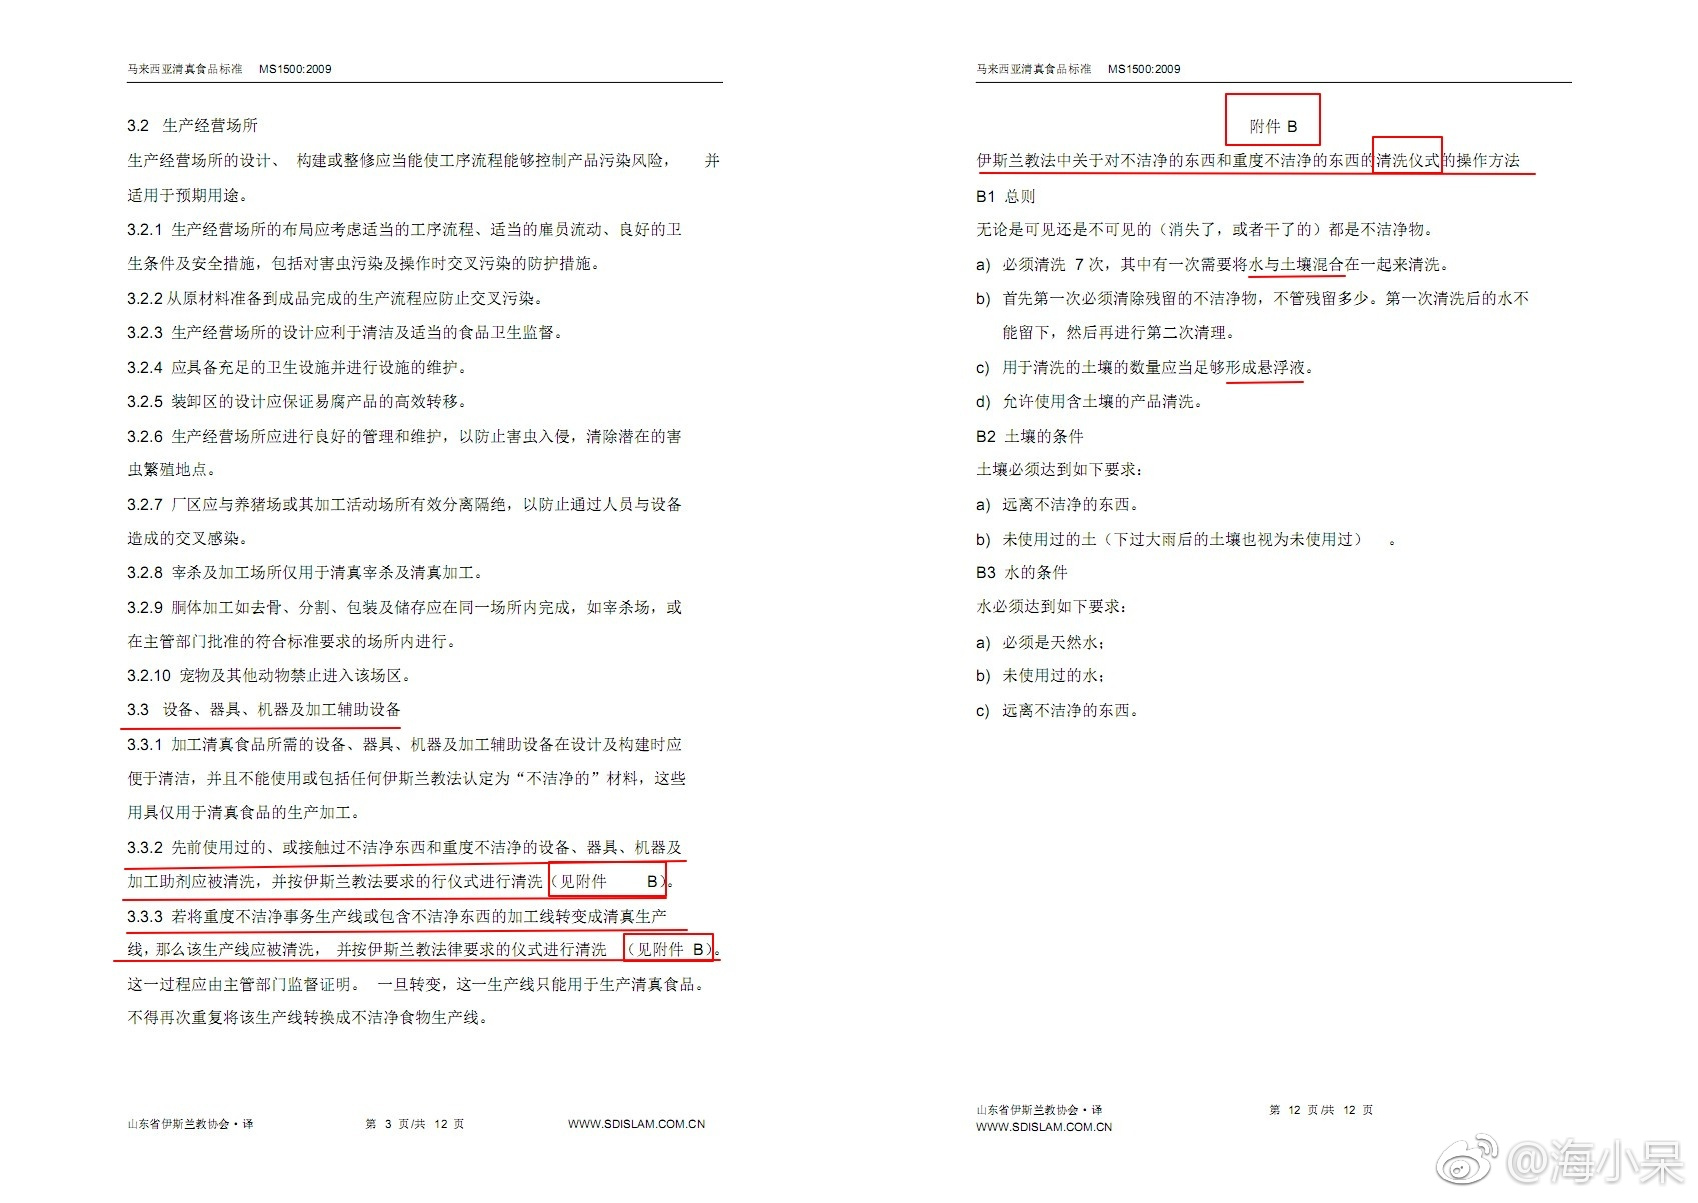 马来西亚清真食品标准 MS1500:2009
3.2 生产经营场所
生产经营场所的设计、 构建或整修应当能使工序流程能够控制产品污染风险， 并
适用于预期用途。
3.2.1 生产经营场所的布局应考虑适当的工序流程、适当的雇员流动、良好的卫
生条件及安全措施，包括对害虫污染及操作时交叉污染的防护措施。
3.2.2 从原材料准备到成品完成的生产流程应防止交叉污染。
3.2.3 生产经营场所的设计应利于清洁及适当的食品卫生监督。
3.2.4 应具备充足的卫生设施并进行设施的维护。
3.2.5 装卸区的设计应保证易腐产品的高效转移。
3.2.6 生产经营场所应进行良好的管理和维护，以防止害虫入侵，清除潜在的害
虫繁殖地点。
3.2.7 厂区应与养猪场或其加工活动场所有效分离隔绝，以防止通过人员与设备
造成的交叉感染。
3.2.8 宰杀及加工场所仅用于清真宰杀及清真加工。
3.2.9 胴体加工如去骨、分割、包装及储存应在同一场所内完成，如宰杀场，或
在主管部门批准的符合标准要求的场所内进行。
3.2.10 宠物及其他动物禁止进入该场区。
3.3 设备、器具、机器及加工辅助设备
3.3.1 加工清真食品所需的设备、器具、机器及加工辅助设备在设计及构建时应
便于清洁，并且不能使用或包括任何伊斯兰教法认定为“不洁净的”材料，这些
用具仅用于清真食品的生产加工。
3.3.2 先前使用过的、或接触过不洁净东西和重度不洁净的设备、器具、机器及
加工助剂应被清洗，并按伊斯兰教法要求的行仪式进行清洗（见附件 B）。
3.3.3 若将重度不洁净事务生产线或包含不洁净东西的加工线转变成清真生产
线，那么该生产线应被清洗， 并按伊斯兰教法律要求的仪式进行清洗 （见附件 B）。
这一过程应由主管部门监督证明。 一旦转变，这一生产线只能用于生产清真食品。
不得再次重复将该生产线转换成不洁净食物生产线。
山东省伊斯兰教协会·译 第 3 页/共 12 页 WWW.SDISLAM.COM.CN
马来西亚清真食品标准 MS1500:2009
附件 B
伊斯兰教法中关于对不洁净的东西和重度不洁净的东西的清洗仪式的操作方法
B1 总则
无论是可见还是不可见的（消失了，或者干了的）都是不洁净物。
a) 必须清洗 7 次，其中有一次需要将水与土壤混合在一起来清洗。
b) 首先第一次必须清除残留的不洁净物，不管残留多少。第一次清洗后的水不
能留下，然后再进行第二次清理。
c) 用于清洗的土壤的数量应当足够形成悬浮液。
d) 允许使用含土壤的产品清洗。
B2 土壤的条件
土壤必须达到如下要求：
a) 远离不洁净的东西。
b) 未使用过的土（下过大雨后的土壤也视为未使用过） 。
B3 水的条件
水必须达到如下要求：
a) 必须是天然水；
b) 未使用过的水；
c) 远离不洁净的东西。
山东省伊斯兰教协会·译 第 12 页/共 12 页
WWW.SDISLAM.COM.CN
@海小呆